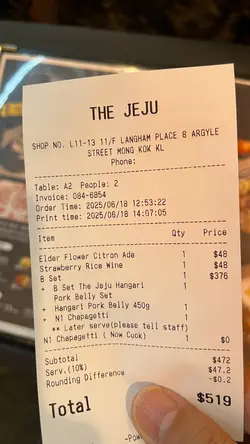 THE JEJU
SHOP NO. L11-13 11/F LANGHAM PLACE 8 ARGYLE
STREET MONG KOK KL
Phone:
Table: A2 People: 2
Invoice: 084-6854
Order Time: 2025/06/18 12:53:22
Print time: 2025/06/18 14:07:05
Item Qty Price
Elder Flower Citron Ade 1 $48
Strawberry Rice Wine 1 $48
B Set 1 $376
+ B Set The Jeju Hangari 1
Pork Belly Set
+ Hangari Pork Belly 450g 1
+ N1 Chapagetti 1
** Later serve(please tell staff)
N1 Chapagetti ( Now Cuok) 1 $0
Subtotal $472
Serv.(10%) $47.2
Rounding Difference -$0.2
Total $519